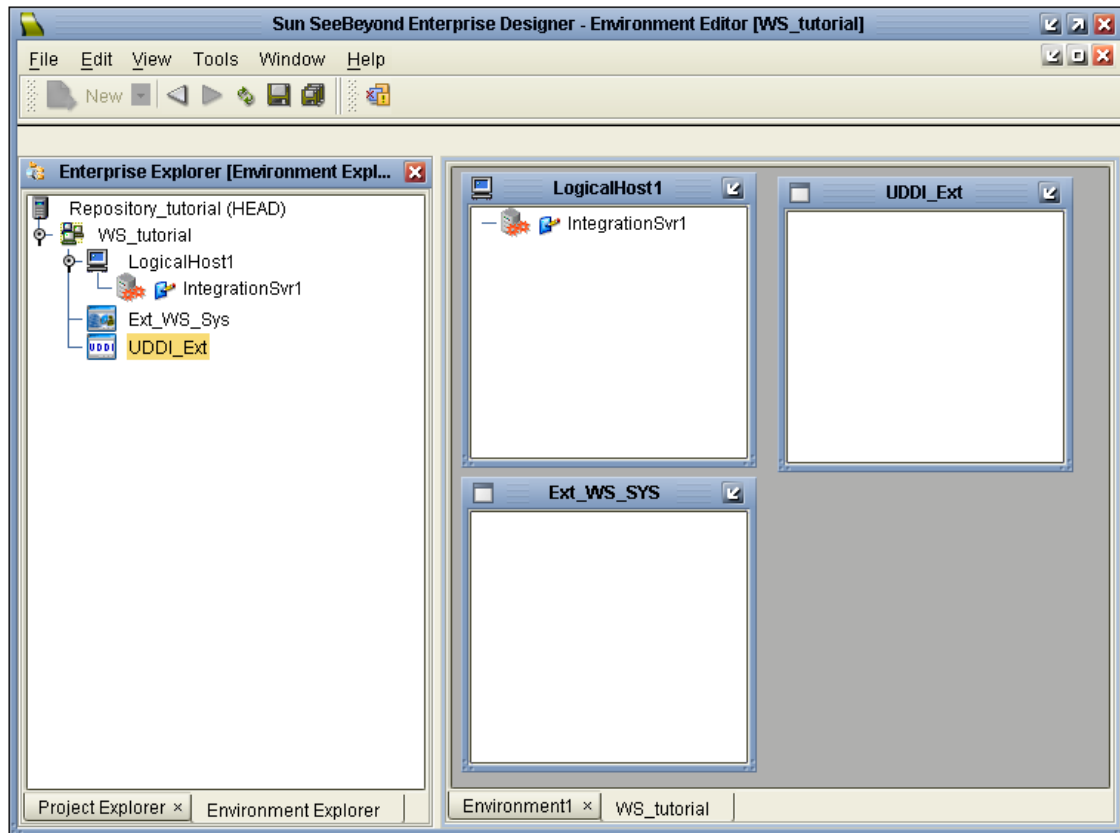 Sun SeeBeyond Enterprise Designer - Environment Editor [WS_tutorial]
File Edit View Tools Window Help
New
Enterprise Explorer [Environment Expl...
Repository_tutorial (HEAD)
WS_tutorial
LogicalHost1
IntegrationSvr1
Ext_WS_Sys
UDDI
UDDI_Ext
Project Explorer ×
Environment Explorer
LogicalHost1
IntegrationSvr1
UDDI_Ext
Ext_WS_SYS
Environment1 ×
WS_tutorial